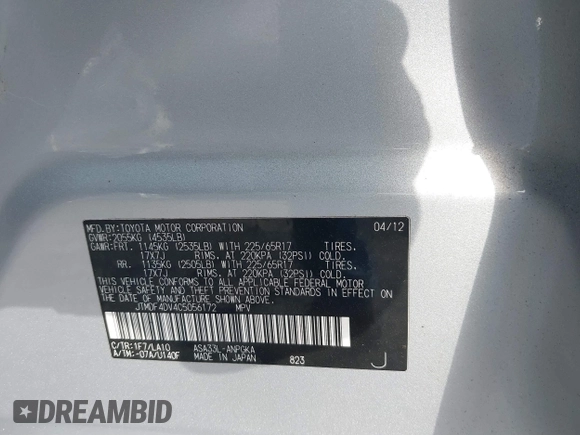 MFD.BY:TOYOTA MOTOR CORPORATION 04/12
GVWR:2055KG (4535LB)
GAWR:FRT. 1145KG (2535LB) WITH 225/65R17 TIRES.
17X7J RIMS. AT 220KPA (32PSI) COLD.
RR. 1135KG (2505LB) WITH 225/65R17 TIRES.
17X7J RIMS. AT 220KPA (32PSI) COLD.
THIS VEHICLE CONFORMS TO ALL APPLICABLE FEDERAL MOTOR
VEHICLE SAFETY, BUMPER, AND THEFT PREVENTION STANDARDS IN
EFFECT ON THE DATE OF MANUFACTURE SHOWN ABOVE.
JTMDF4DV4C5056172 MPV
C/TR:1F7/LA10 ASA33L-ANPGKA
A/TM:-07A/U140F MADE IN JAPAN 823 J
DREAMBID